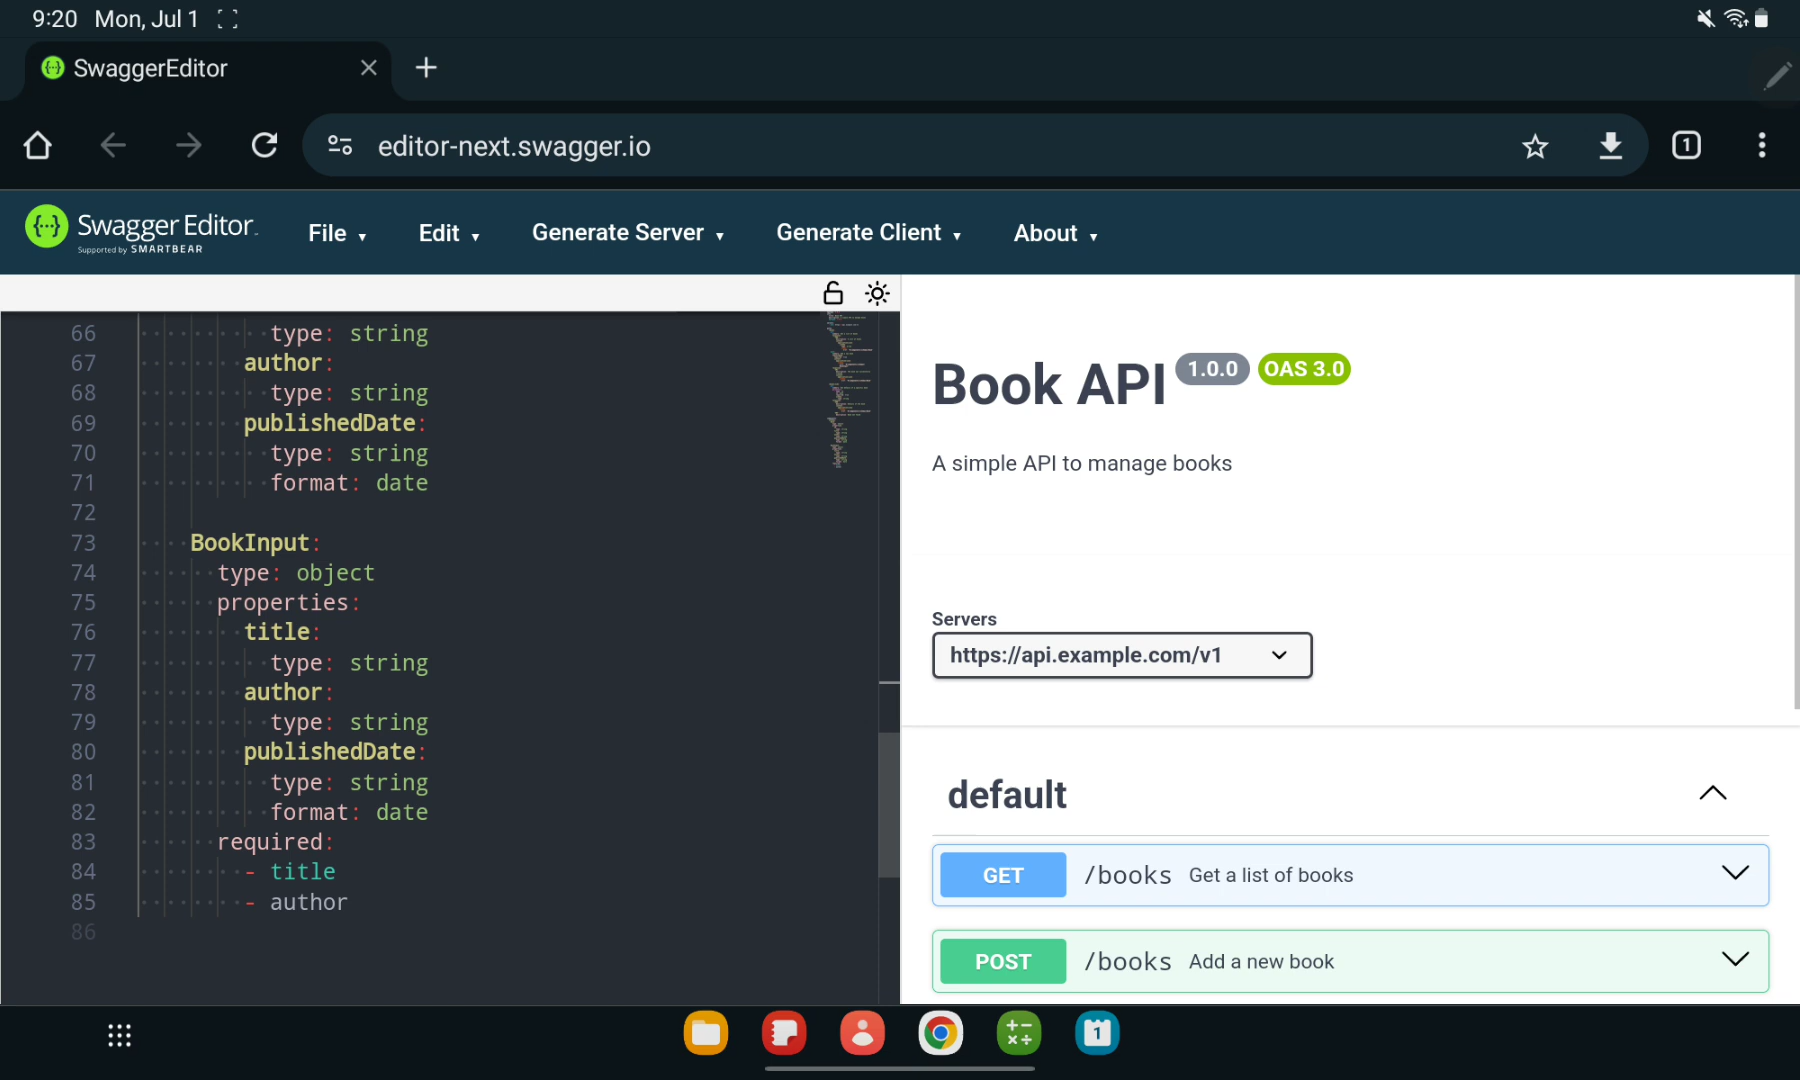 9:20 Mon, Jul 1
SwaggerEditor
editor-next.swagger.io
1
Swagger Editor.
Supported by SMARTBEAR
File Edit Generate Server Generate Client About
66 type: string
67 author:
68 type: string
69 publishedDate:
70 type: string
71 format: date
72
73 BookInput:
74 type: object
75 properties:
76 title:
77 type: string
78 author:
79 type: string
80 publishedDate:
81 type: string
82 format: date
83 required:
84 - title
85 - author
86
Book API 1.0.0 OAS 3.0
A simple API to manage books
Servers
https://api.example.com/v1
default
GET /books Get a list of books
POST /books Add a new book
1